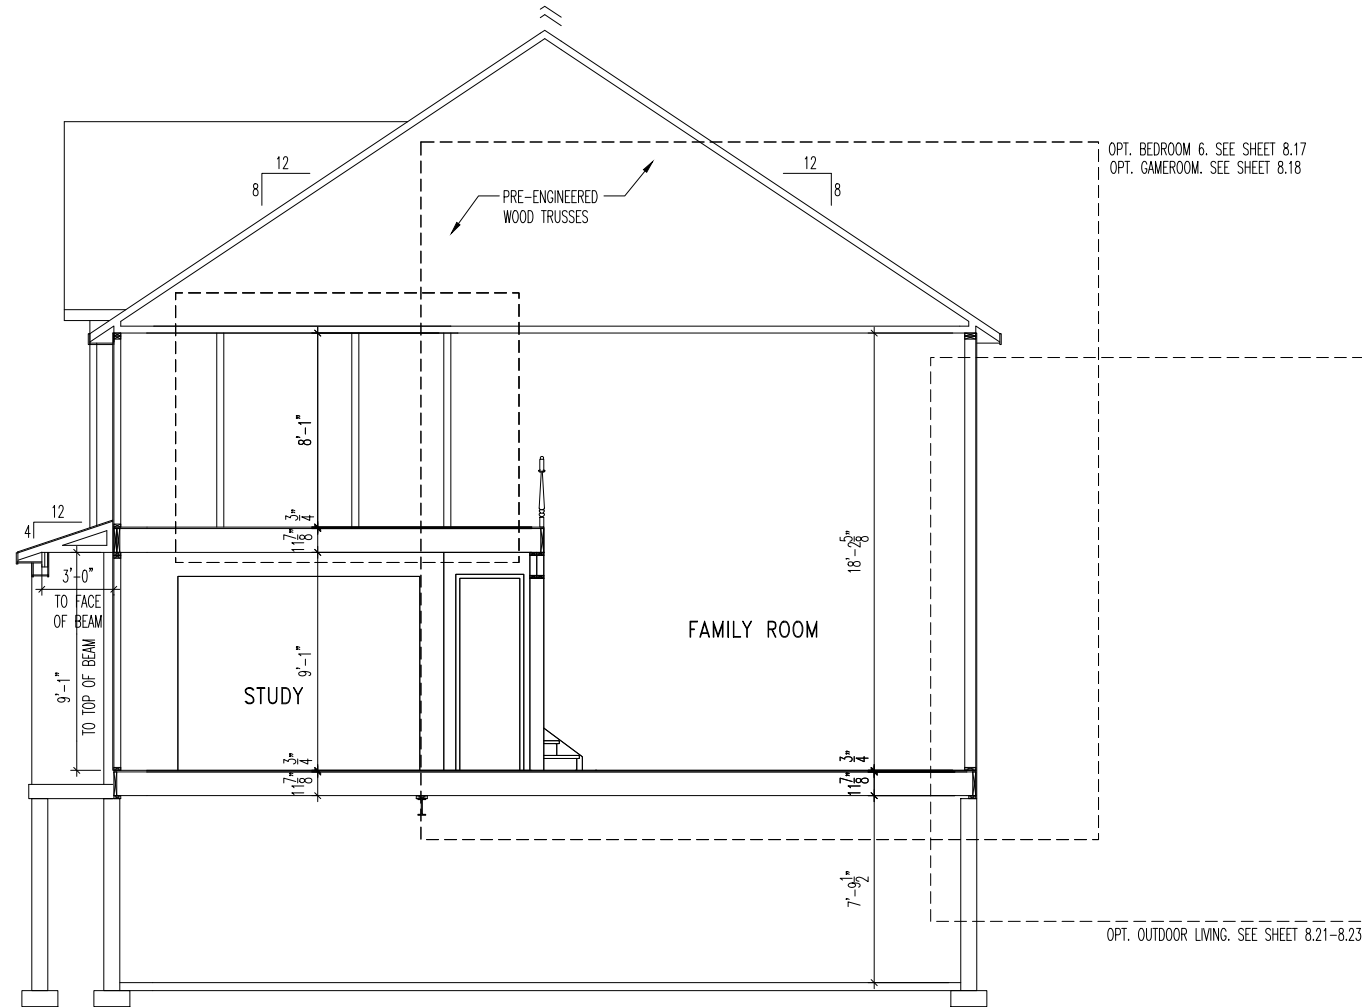 OPT. BEDROOM 6. SEE SHEET 8.17
OPT. GAMEROOM. SEE SHEET 8.18
12
8
12
8
PRE-ENGINEERED
WOOD TRUSSES
8'-1"
3/4"
11 7/8"
12
4
3'-0"
TO FACE
OF BEAM
9'-1"
TO TOP OF BEAM
9'-1"
STUDY
FAMILY ROOM
18'-2 5/8"
3/4"
11 7/8"
3/4"
11 7/8"
7'-9 1/2"
OPT. OUTDOOR LIVING. SEE SHEET 8.21-8.23